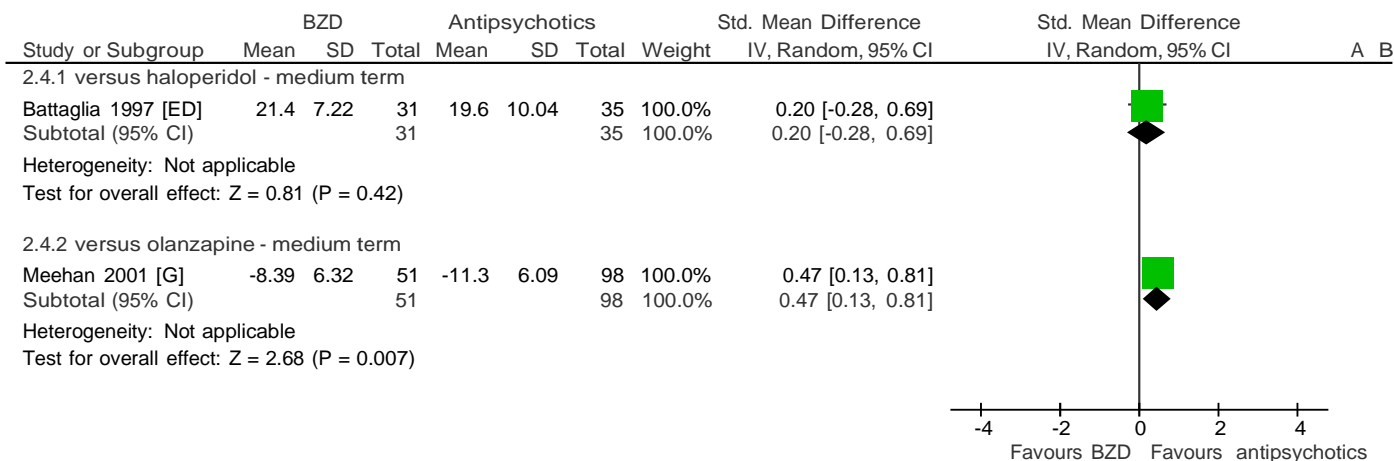 BZD Antipsychotics Std. Mean Difference Std. Mean Difference
Study or Subgroup Mean SD Total Mean SD Total Weight IV, Random, 95% CI IV, Random, 95% CI A B
2.4.1 versus haloperidol - medium term
Battaglia 1997 [ED] 21.4 7.22 31 19.6 10.04 35 100.0% 0.20 [-0.28, 0.69]
Subtotal (95% CI) 31 35 100.0% 0.20 [-0.28, 0.69]
Heterogeneity: Not applicable
Test for overall effect: Z = 0.81 (P = 0.42)
2.4.2 versus olanzapine - medium term
Meehan 2001 [G] -8.39 6.32 51 -11.3 6.09 98 100.0% 0.47 [0.13, 0.81]
Subtotal (95% CI) 51 98 100.0% 0.47 [0.13, 0.81]
Heterogeneity: Not applicable
Test for overall effect: Z = 2.68 (P = 0.007)
-4 -2 0 2 4
Favours BZD Favours antipsychotics